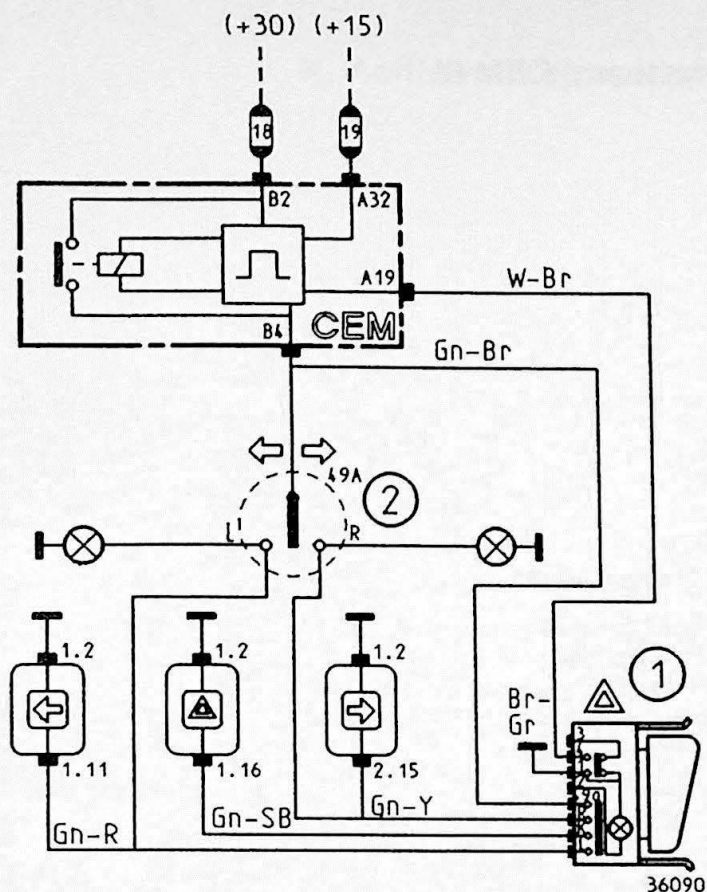 (+30) (+15)
18 19
B2 A32
A19 W-Br
B4 CEM
Gn-Br
49A 2
L R
1.2 1.2 1.2
1
Br-
Gr
3
1.11 1.16 2.15
Gn-R Gn-SB Gn-Y
36090